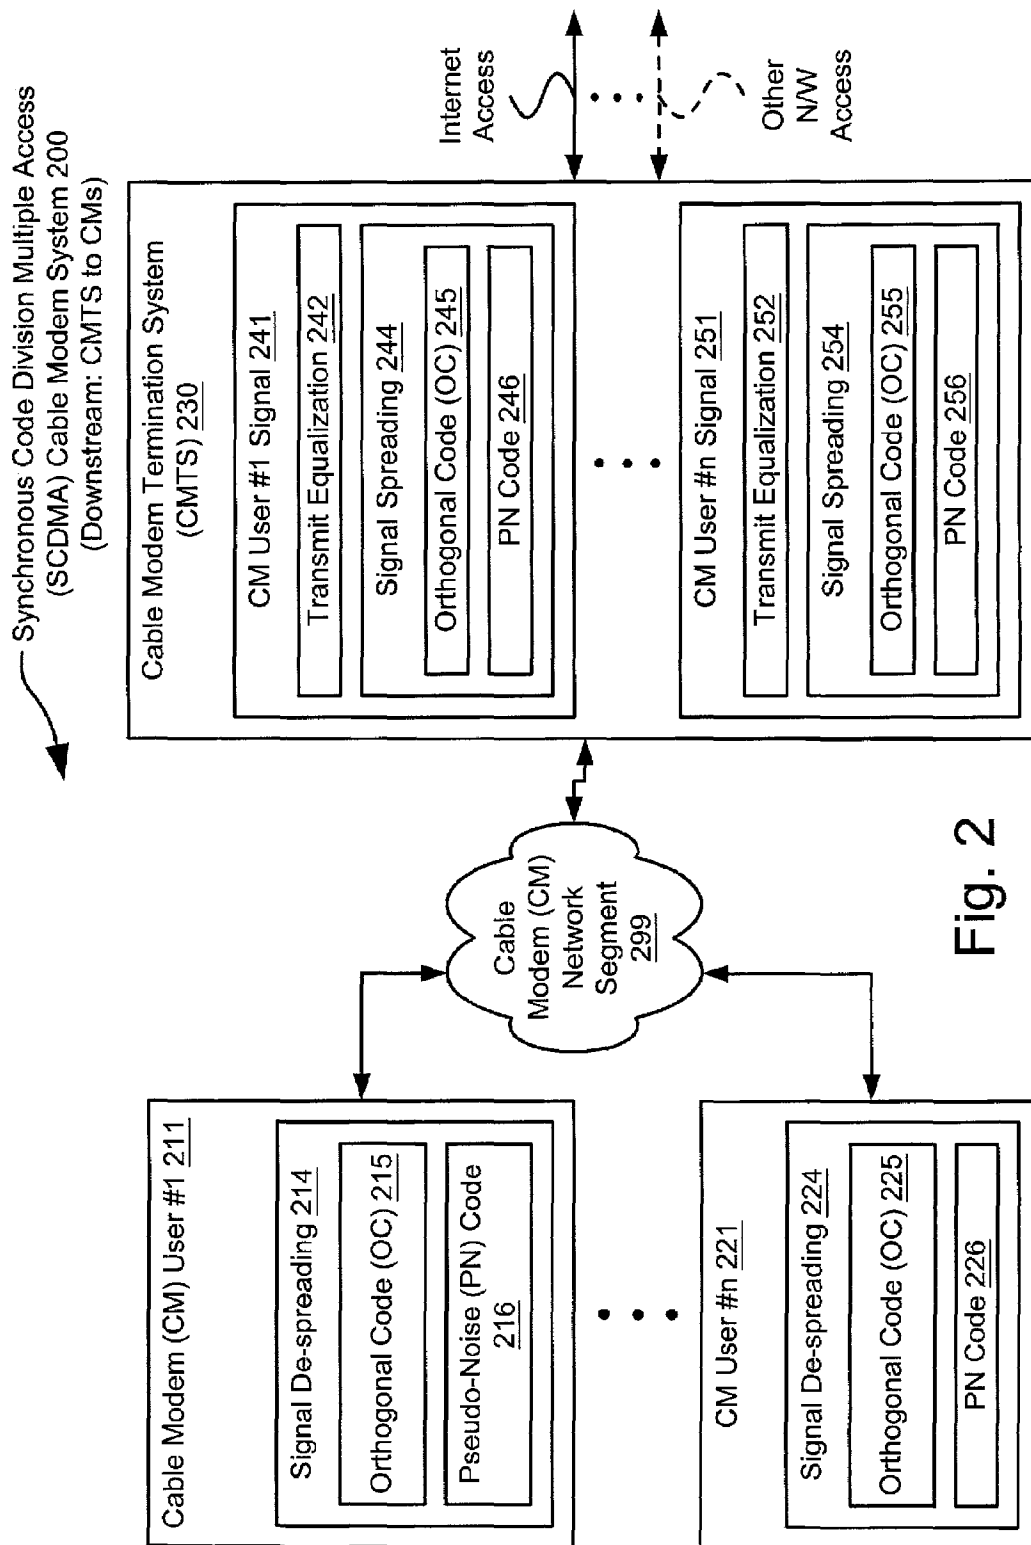 Synchronous Code Division Multiple Access
(SCDMA) Cable Modem System 200
(Downstream: CMTS to CMs)
Cable Modem (CM) User #1 211
Signal De-spreading 214
Orthogonal Code (OC) 215
Pseudo-Noise (PN) Code
216
CM User #n 221
Signal De-spreading 224
Orthogonal Code (OC) 225
PN Code 226
Cable
Modem (CM)
Network
Segment
299
Cable Modem Termination System
(CMTS) 230
CM User #1 Signal 241
Transmit Equalization 242
Signal Spreading 244
Orthogonal Code (OC) 245
PN Code 246
CM User #n Signal 251
Transmit Equalization 252
Signal Spreading 254
Orthogonal Code (OC) 255
PN Code 256
Internet
Access
Other
N/W
Access
Fig. 2